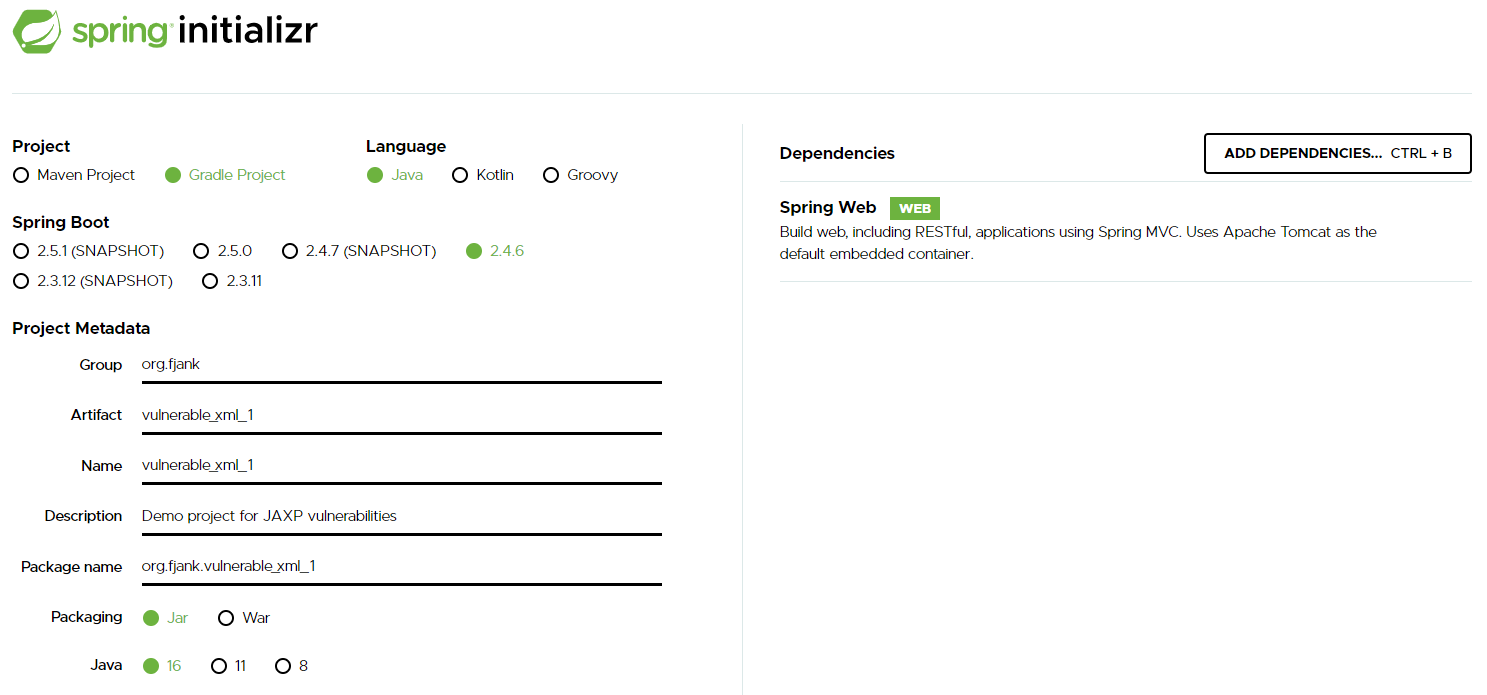 spring initializr
Project
Maven Project Gradle Project
Language
Java Kotlin Groovy
Spring Boot
2.5.1 (SNAPSHOT) 2.5.0 2.4.7 (SNAPSHOT) 2.4.6
2.3.12 (SNAPSHOT) 2.3.11
Project Metadata
Group org.fjank
Artifact vulnerable_xml_1
Name vulnerable_xml_1
Description Demo project for JAXP vulnerabilities
Package name org.fjank.vulnerable_xml_1
Packaging Jar War
Java 16 11 8
Dependencies
ADD DEPENDENCIES... CTRL + B
Spring Web WEB
Build web, including RESTful, applications using Spring MVC. Uses Apache Tomcat as the
default embedded container.